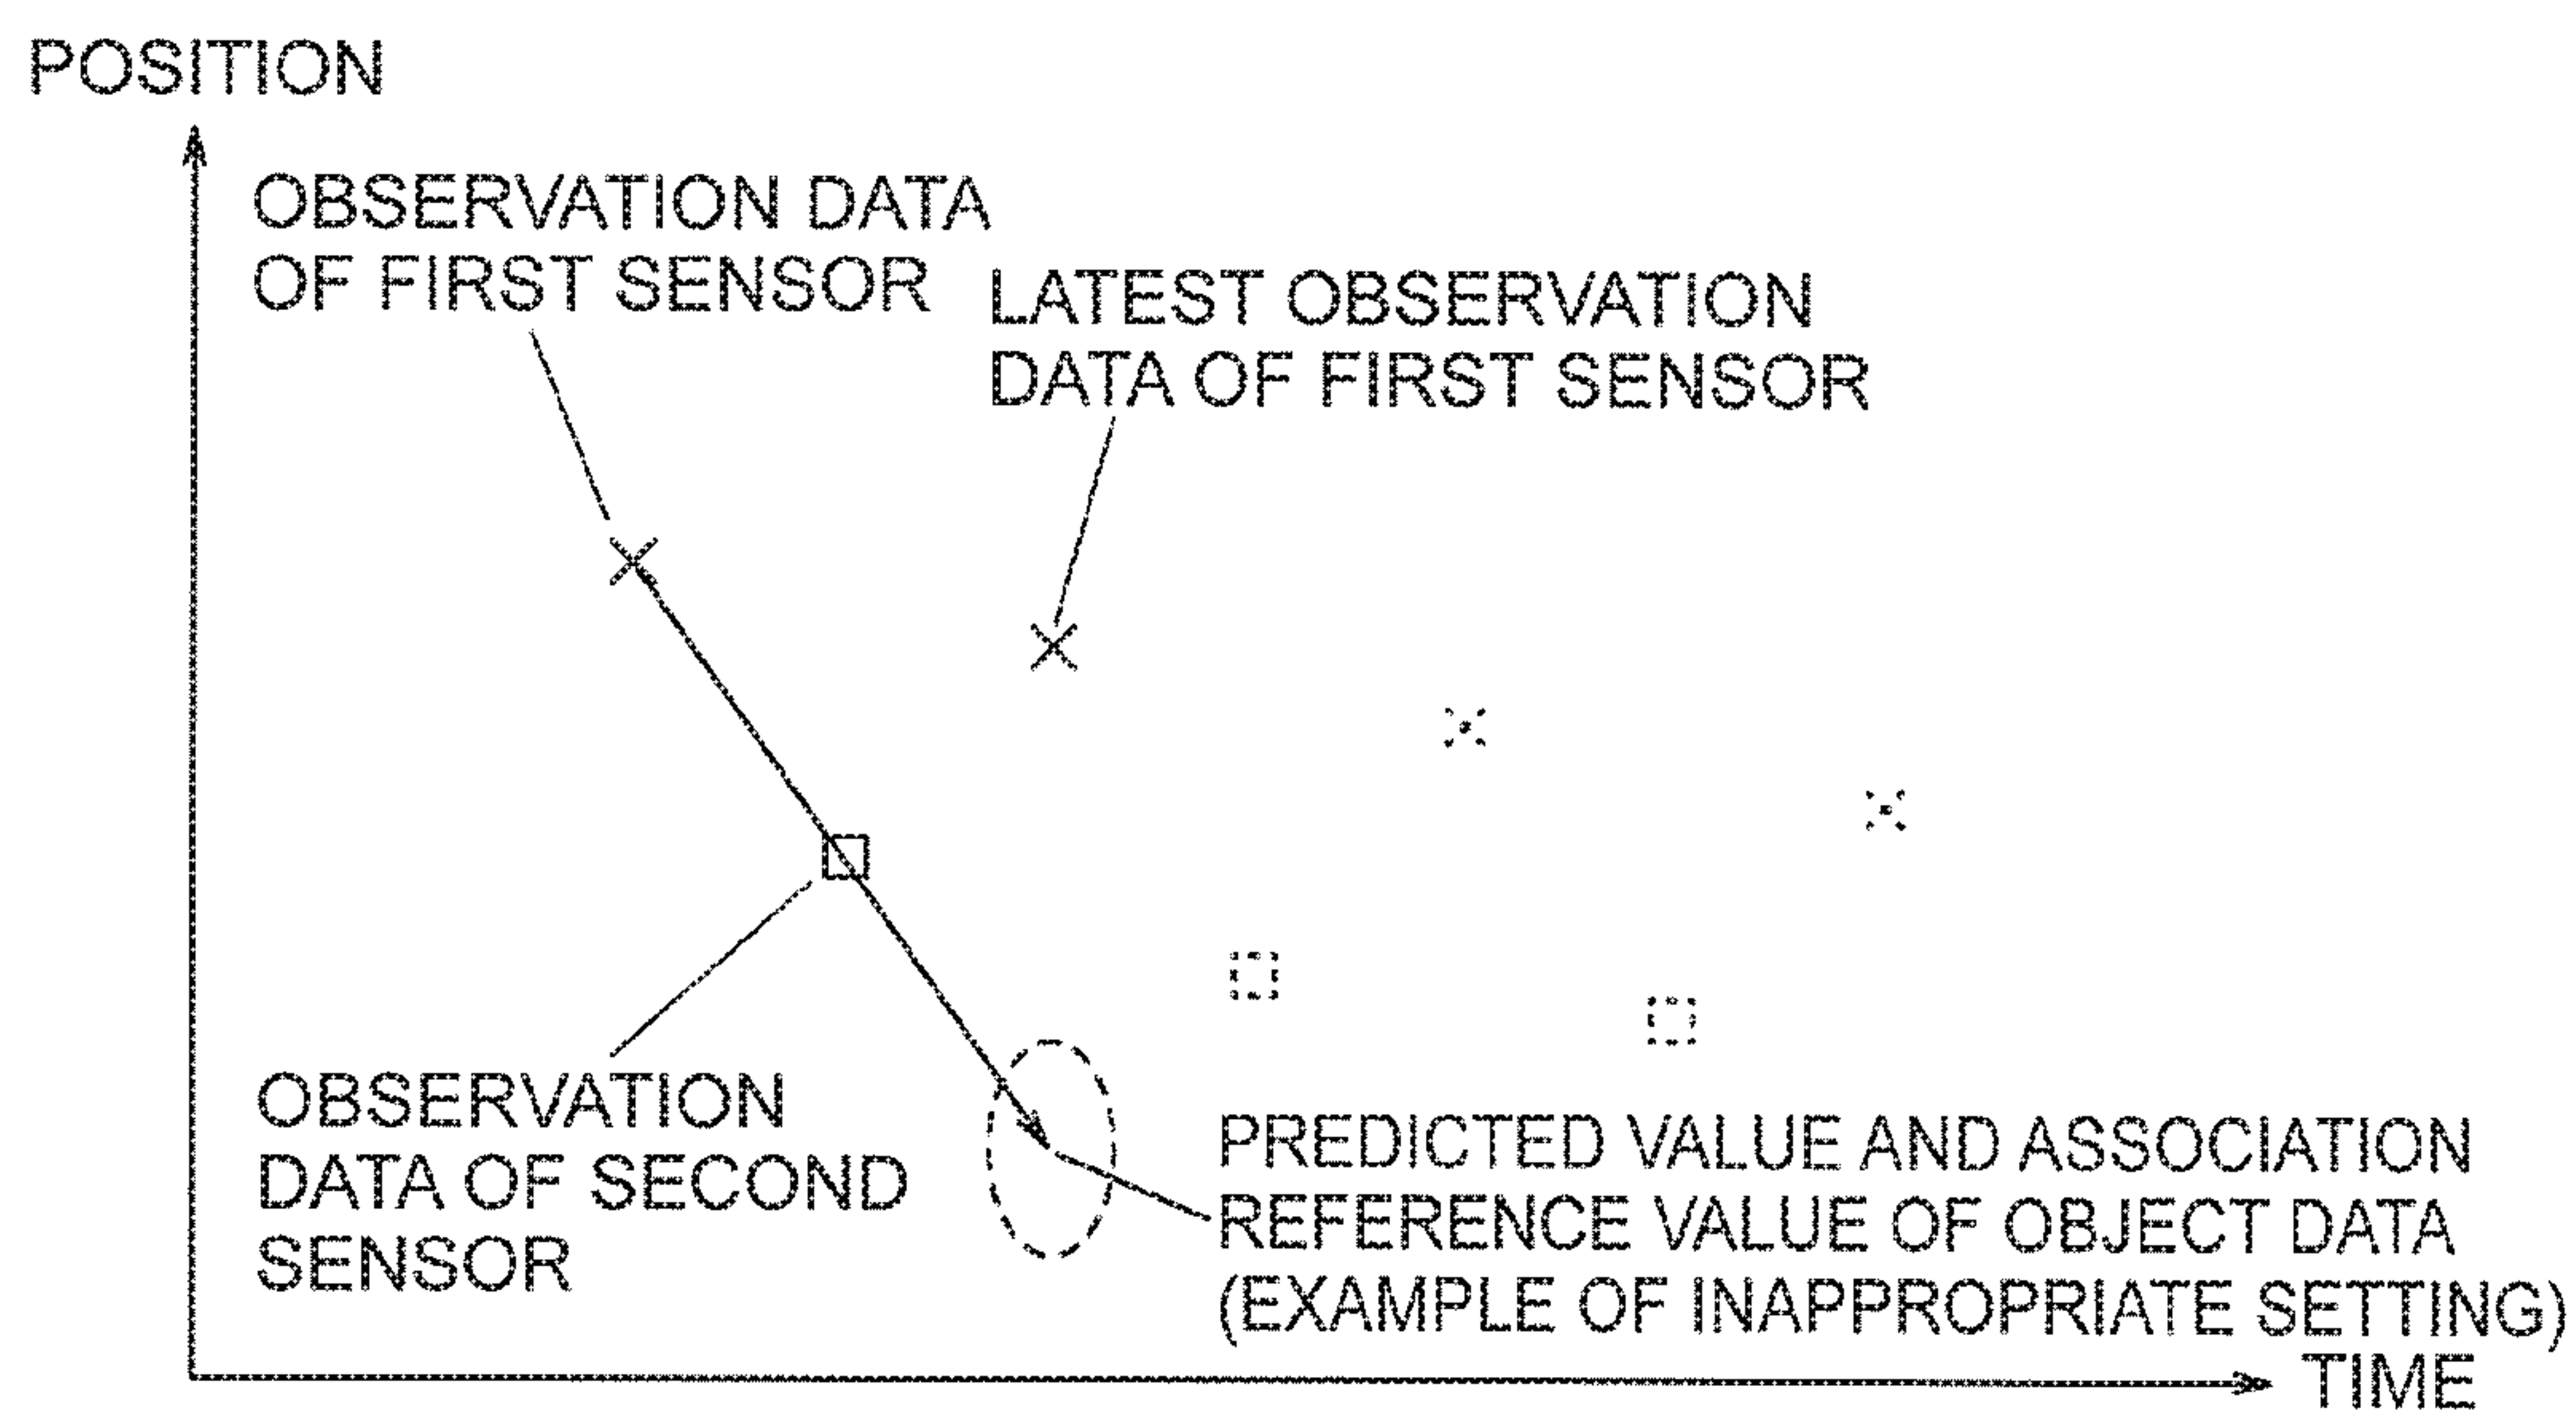 POSITION
OBSERVATION DATA
OF FIRST SENSOR
LATEST OBSERVATION
DATA OF FIRST SENSOR
OBSERVATION
DATA OF SECOND
SENSOR
PREDICTED VALUE AND ASSOCIATION
REFERENCE VALUE OF OBJECT DATA
(EXAMPLE OF INAPPROPRIATE SETTING)
TIME